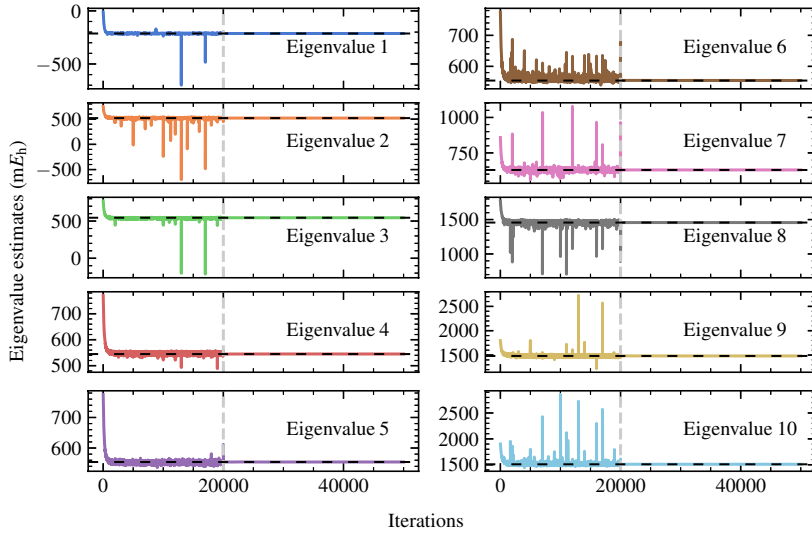 Eigenvalue estimates (mE_h)
0
−500
Eigenvalue 1
500
0
−500
Eigenvalue 2
500
0
Eigenvalue 3
700
600
500
Eigenvalue 4
700
600
Eigenvalue 5
0
20000
40000
700
600
Eigenvalue 6
1000
750
Eigenvalue 7
1500
1000
Eigenvalue 8
2500
2000
1500
Eigenvalue 9
2500
2000
1500
Eigenvalue 10
0
20000
40000
Iterations